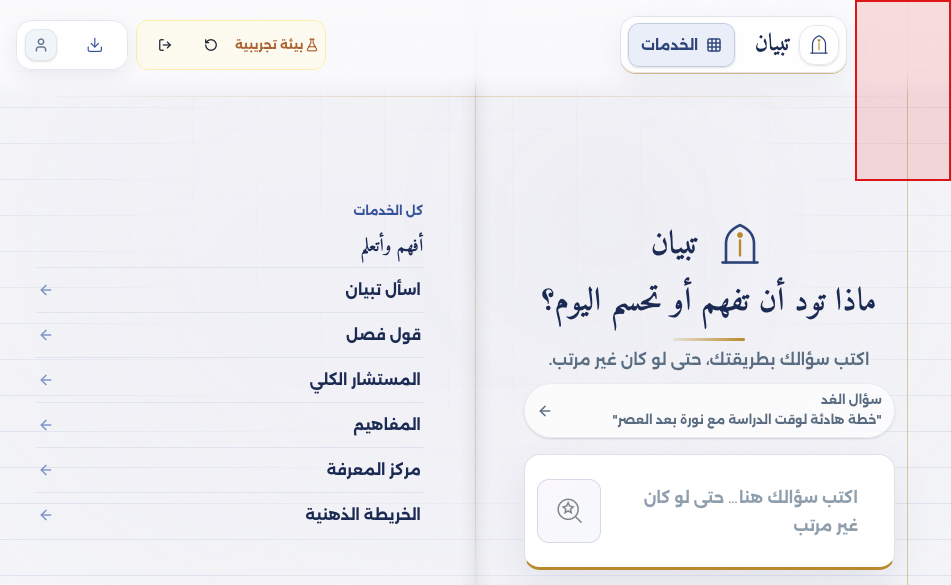 تبيان
الخدمات
بيئة تجريبية
تبيان
ماذا تود أن تفهم أو تحسم اليوم؟
اكتب سؤالك بطريقتك، حتى لو كان غير مرتب.
سؤال الغد
"خطة هادئة لوقت الدراسة مع نورة بعد العصر"
اكتب سؤالك هنا... حتى لو كان
غير مرتب
كل الخدمات
أفهم وأتعلم
اسأل تبيان
قول فصل
المستشار الكلي
المفاهيم
مركز المعرفة
الخريطة الذهنية